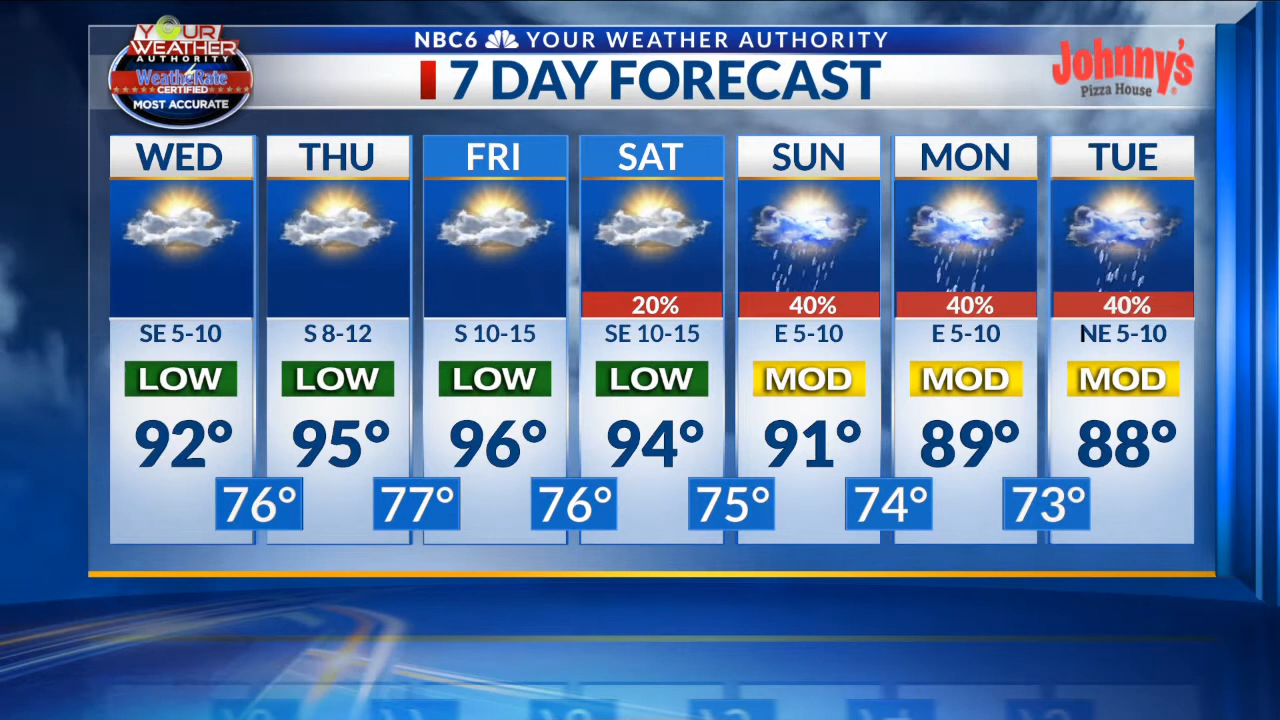 YOUR
WEATHER
AUTHORITY
WeatheRate
CERTIFIED
MOST ACCURATE
NBC6 YOUR WEATHER AUTHORITY
7 DAY FORECAST
Johnny's
Pizza House
WED THU FRI SAT SUN MON TUE
20% 40% 40% 40%
SE 5-10 S 8-12 S 10-15 SE 10-15 E 5-10 E 5-10 NE 5-10
LOW LOW LOW LOW MOD MOD MOD
92° 95° 96° 94° 91° 89° 88°
76° 77° 76° 75° 74° 73°